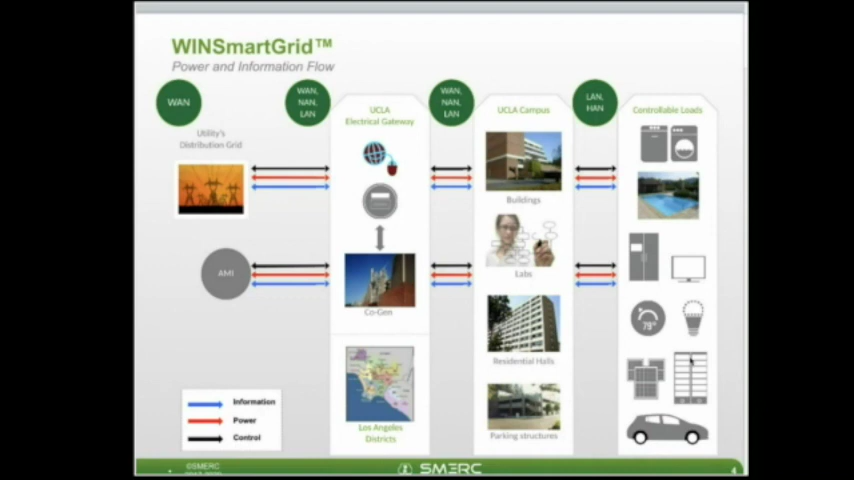 WINSmartGrid™
Power and Information Flow
WAN
WAN,
NAN,
LAN
WAN,
NAN,
LAN
LAN,
HAN
Utility's
Distribution Grid
AMI
UCLA
Electrical Gateway
Co-Gen
Los Angeles
Districts
UCLA Campus
Buildings
Labs
Residential Halls
Parking structures
Controllable Loads
78°
Information
Power
Control
©SMERC
SMERC
4